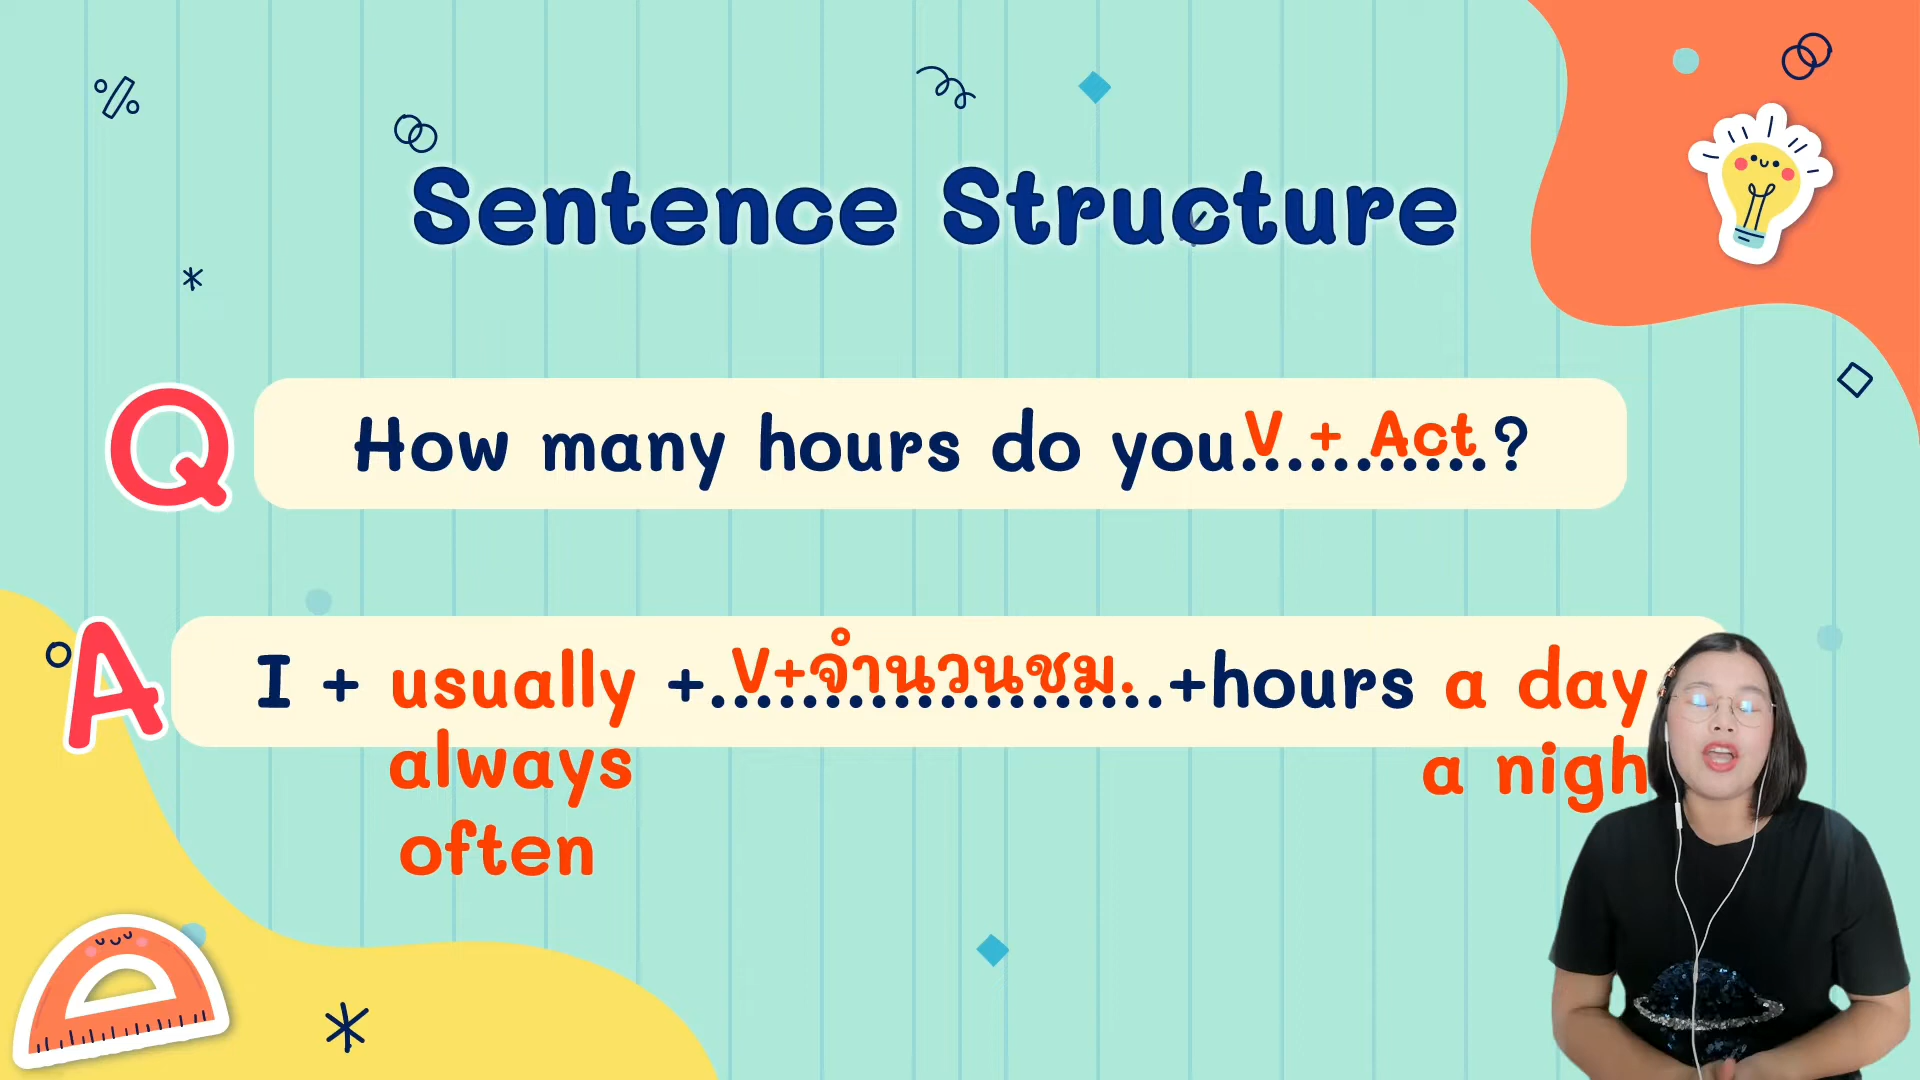 Sentence Structure
Q How many hours do you V + Act ..........?
A I + usually + V+จำนวนชม. ....................+hours a day
always a nigh
often